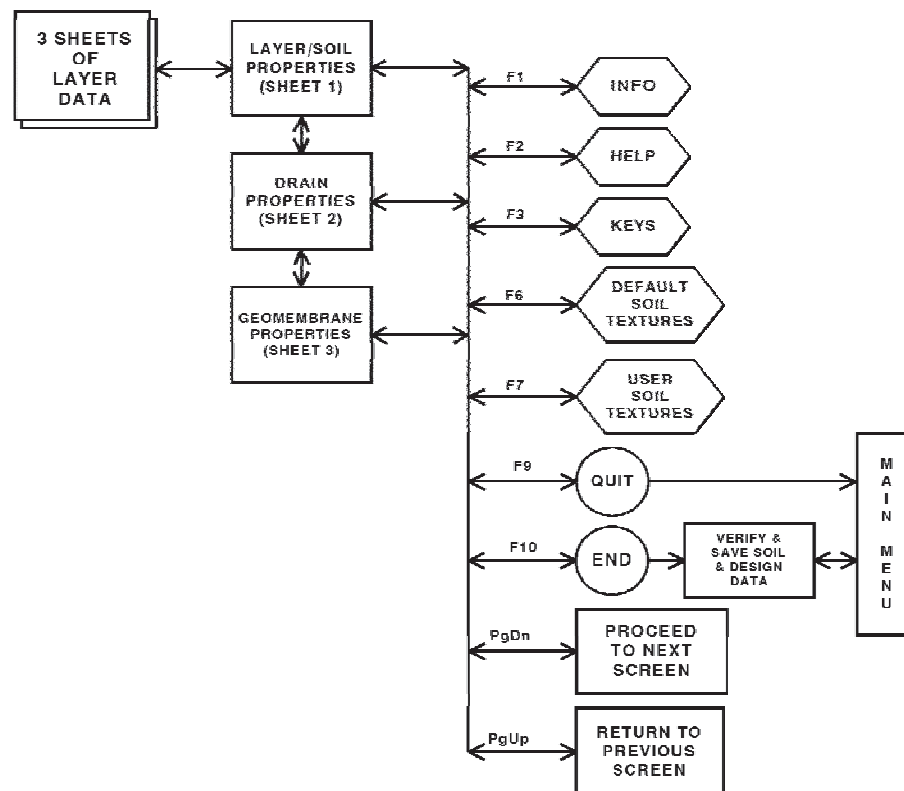 3 SHEETS
OF
LAYER
DATA
LAYER/SOIL
PROPERTIES
(SHEET 1)
DRAIN
PROPERTIES
(SHEET 2)
GEOMEMBRANE
PROPERTIES
(SHEET 3)
F1
INFO
F2
HELP
F3
KEYS
F6
DEFAULT
SOIL
TEXTURES
F7
USER
SOIL
TEXTURES
F9
QUIT
F10
END
VERIFY &
SAVE SOIL
& DESIGN
DATA
MAIN MENU
PgDn
PROCEED
TO NEXT
SCREEN
PgUp
RETURN TO
PREVIOUS
SCREEN